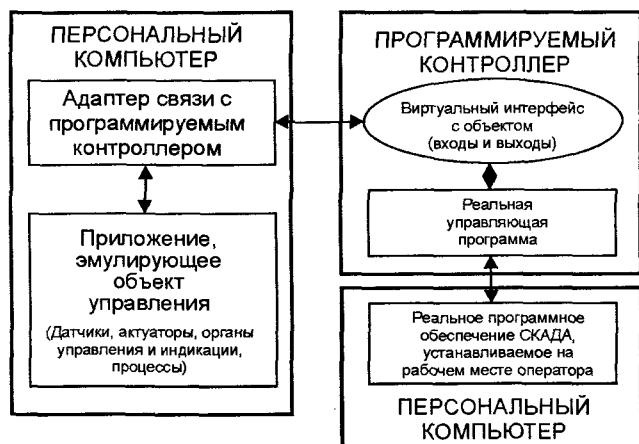 ПЕРСОНАЛЬНЫЙ
КОМПЬЮТЕР
Адаптер связи с
программируемым
контроллером
Приложение,
эмулирующее
объект
управления
(Датчики, актуаторы, органы
управления и индикации,
процессы)
ПРОГРАММИРУЕМЫЙ
КОНТРОЛЛЕР
Виртуальный интерфейс
с объектом
(входы и выходы)
Реальная
управляющая
программа
Реальное программное
обеспечение СКАДА,
устанавливаемое на
рабочем месте оператора
ПЕРСОНАЛЬНЫЙ
КОМПЬЮТЕР